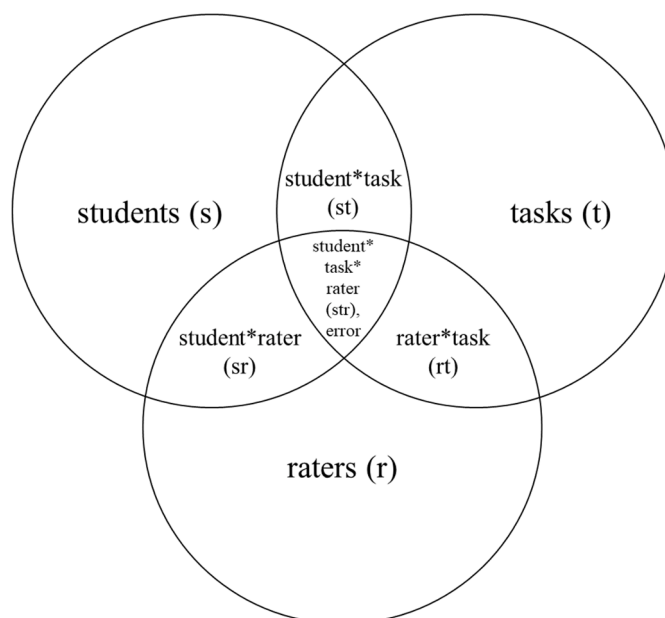 student*task
(st)
students (s)
tasks (t)
student*
task*
rater
(str),
error
student*rater
(sr)
rater*task
(rt)
raters (r)